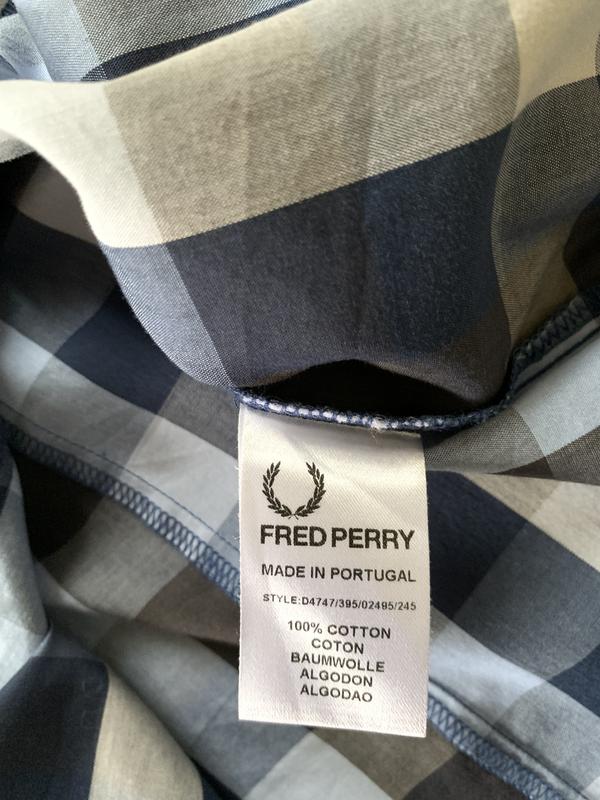 FRED PERRY
MADE IN PORTUGAL
STYLE:D4747/395/02495/245
100% COTTON
COTON
BAUMWOLLE
ALGODON
ALGODAO